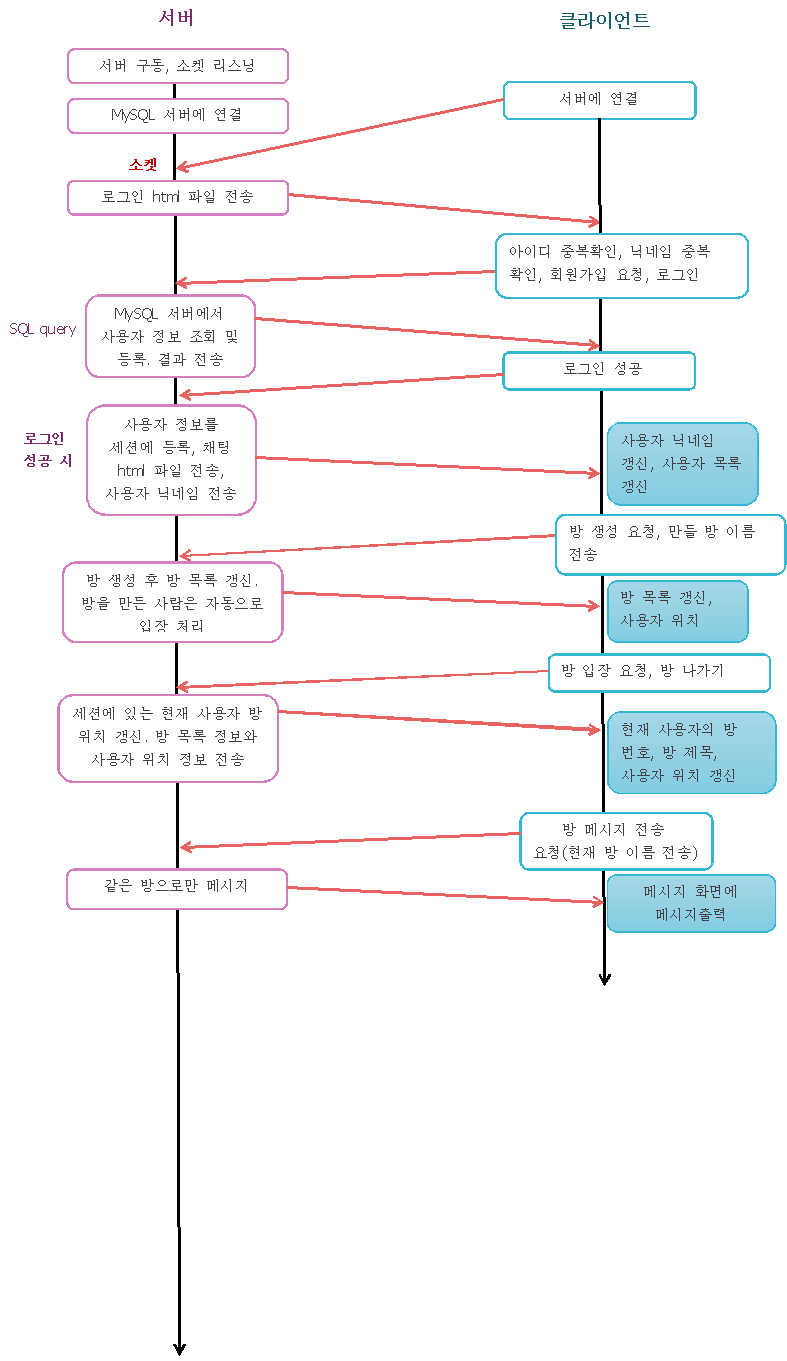 서버
클라이언트
서버 구동, 소켓 리스닝
서버에 연결
MySQL 서버에 연결
소켓
로그인 html 파일 전송
아이디 중복확인, 닉네임 중복
확인, 회원가입 요청, 로그인
SQL query
MySQL 서버에서
사용자 정보 조회 및
등록. 결과 전송
로그인 성공
로그인
성공 시
사용자 정보를
세션에 등록, 채팅
html 파일 전송,
사용자 닉네임 전송
사용자 닉네임
갱신, 사용자 목록
갱신
방 생성 요청, 만들 방 이름
전송
방 생성 후 방 목록 갱신.
방을 만든 사람은 자동으로
입장 처리
방 목록 갱신,
사용자 위치
방 입장 요청, 방 나가기
세션에 있는 현재 사용자 방
위치 갱신. 방 목록 정보와
사용자 위치 정보 전송
현재 사용자의 방
번호, 방 제목,
사용자 위치 갱신
방 메시지 전송
요청(현재 방 이름 전송)
같은 방으로만 메시지
메시지 화면에
메시지출력